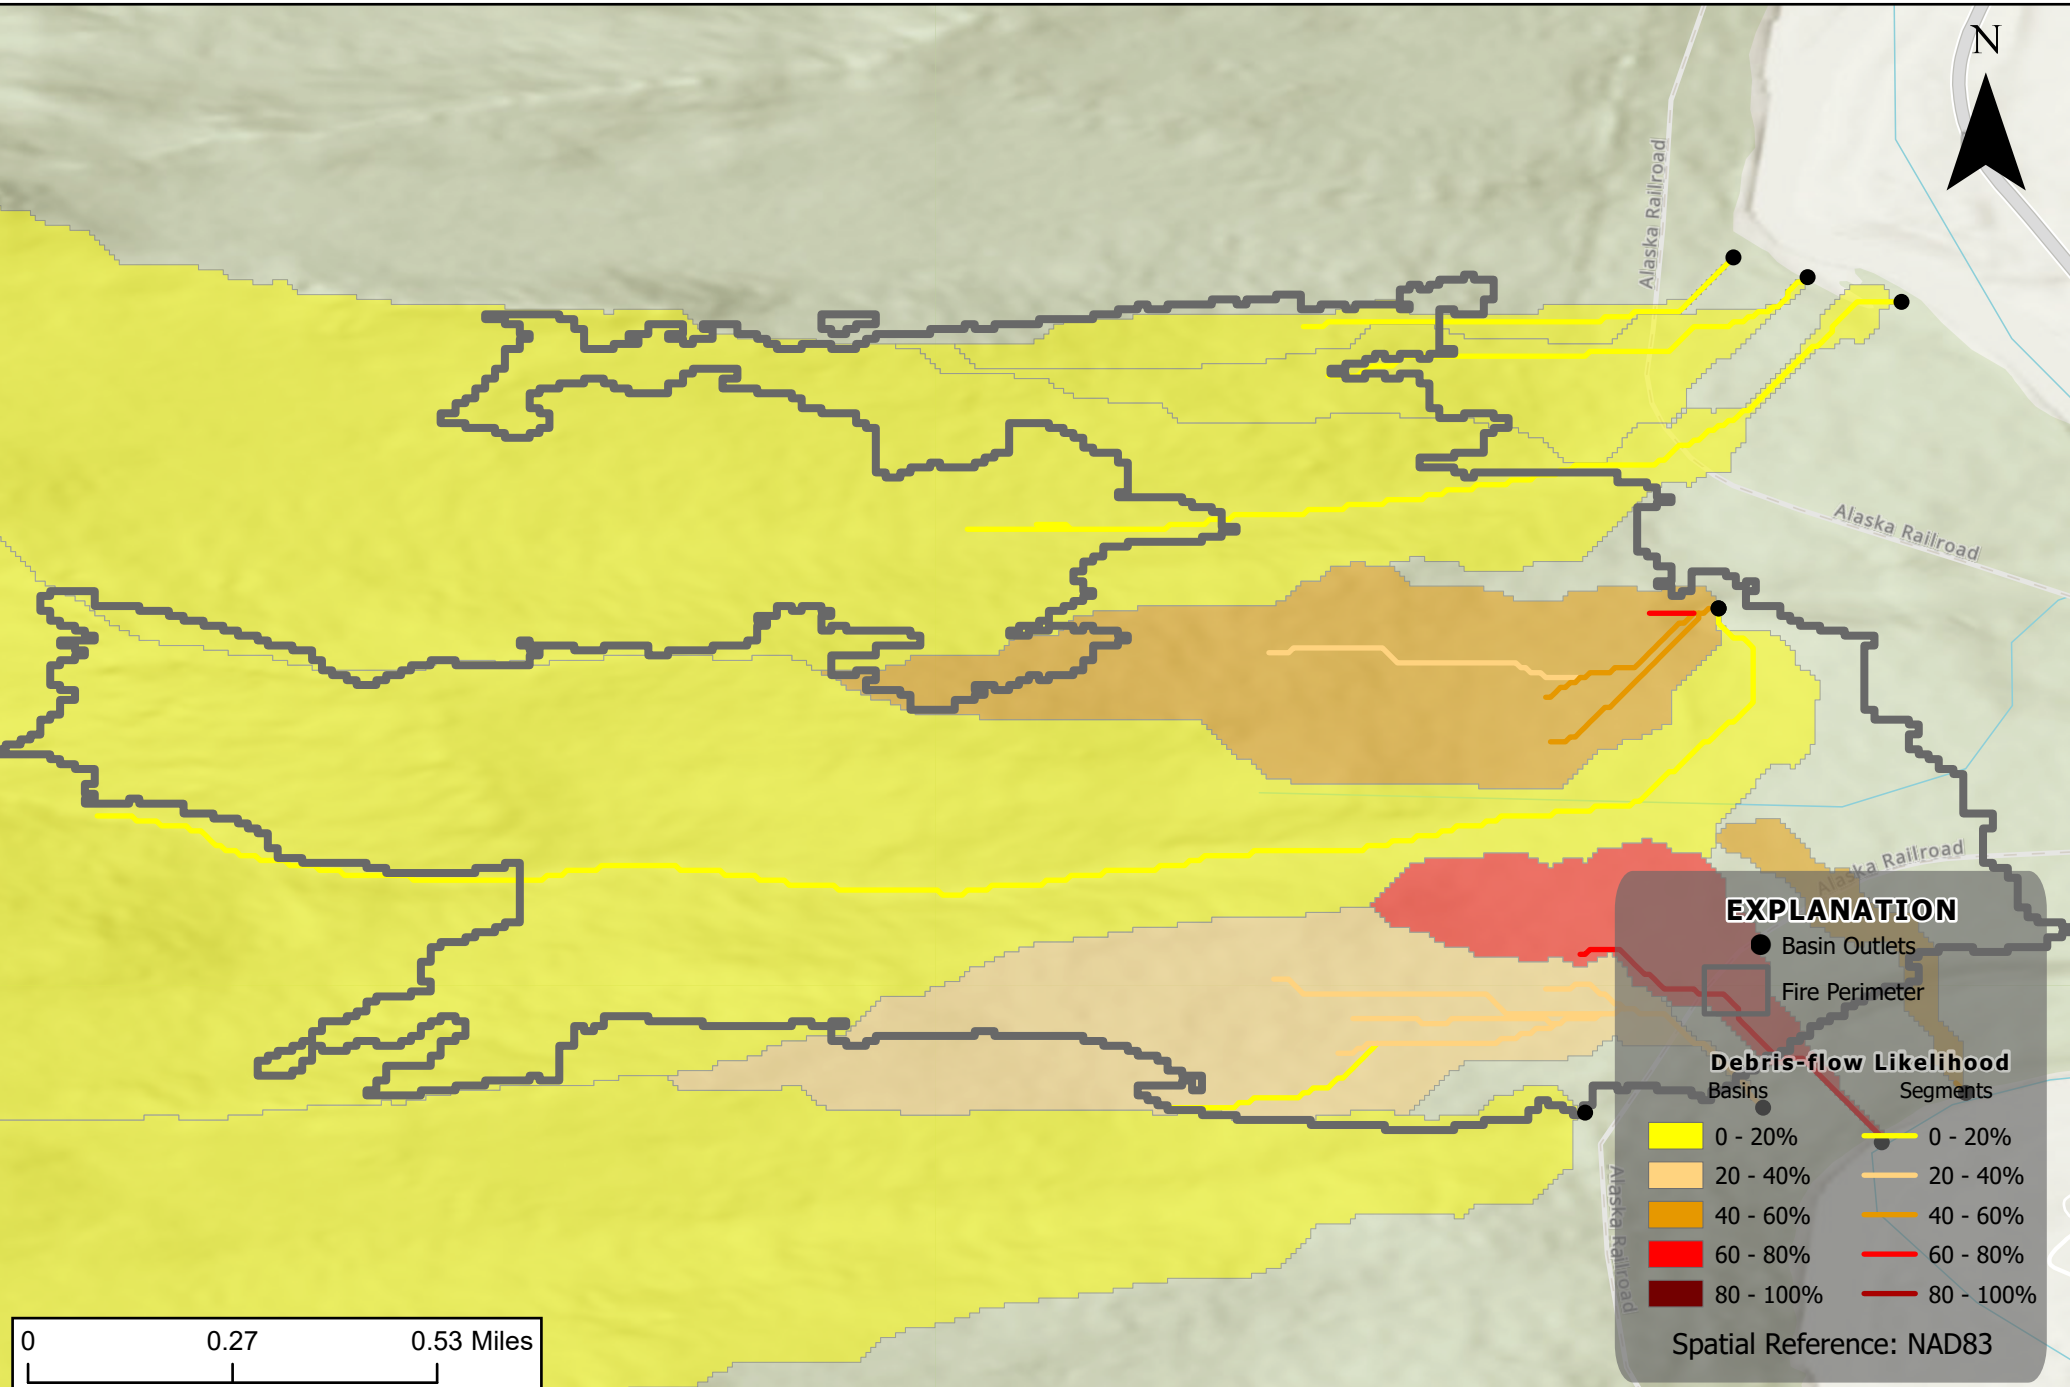 N
Alaska Railroad
Alaska Railroad
Alaska Railroad
EXPLANATION
Basin Outlets
Fire Perimeter
Debris-flow Likelihood
Basins Segments
0 - 20% 0 - 20%
20 - 40% 20 - 40%
40 - 60% 40 - 60%
60 - 80% 60 - 80%
80 - 100% 80 - 100%
Alaska Railroad
Spatial Reference: NAD83
0 0.27 0.53 Miles